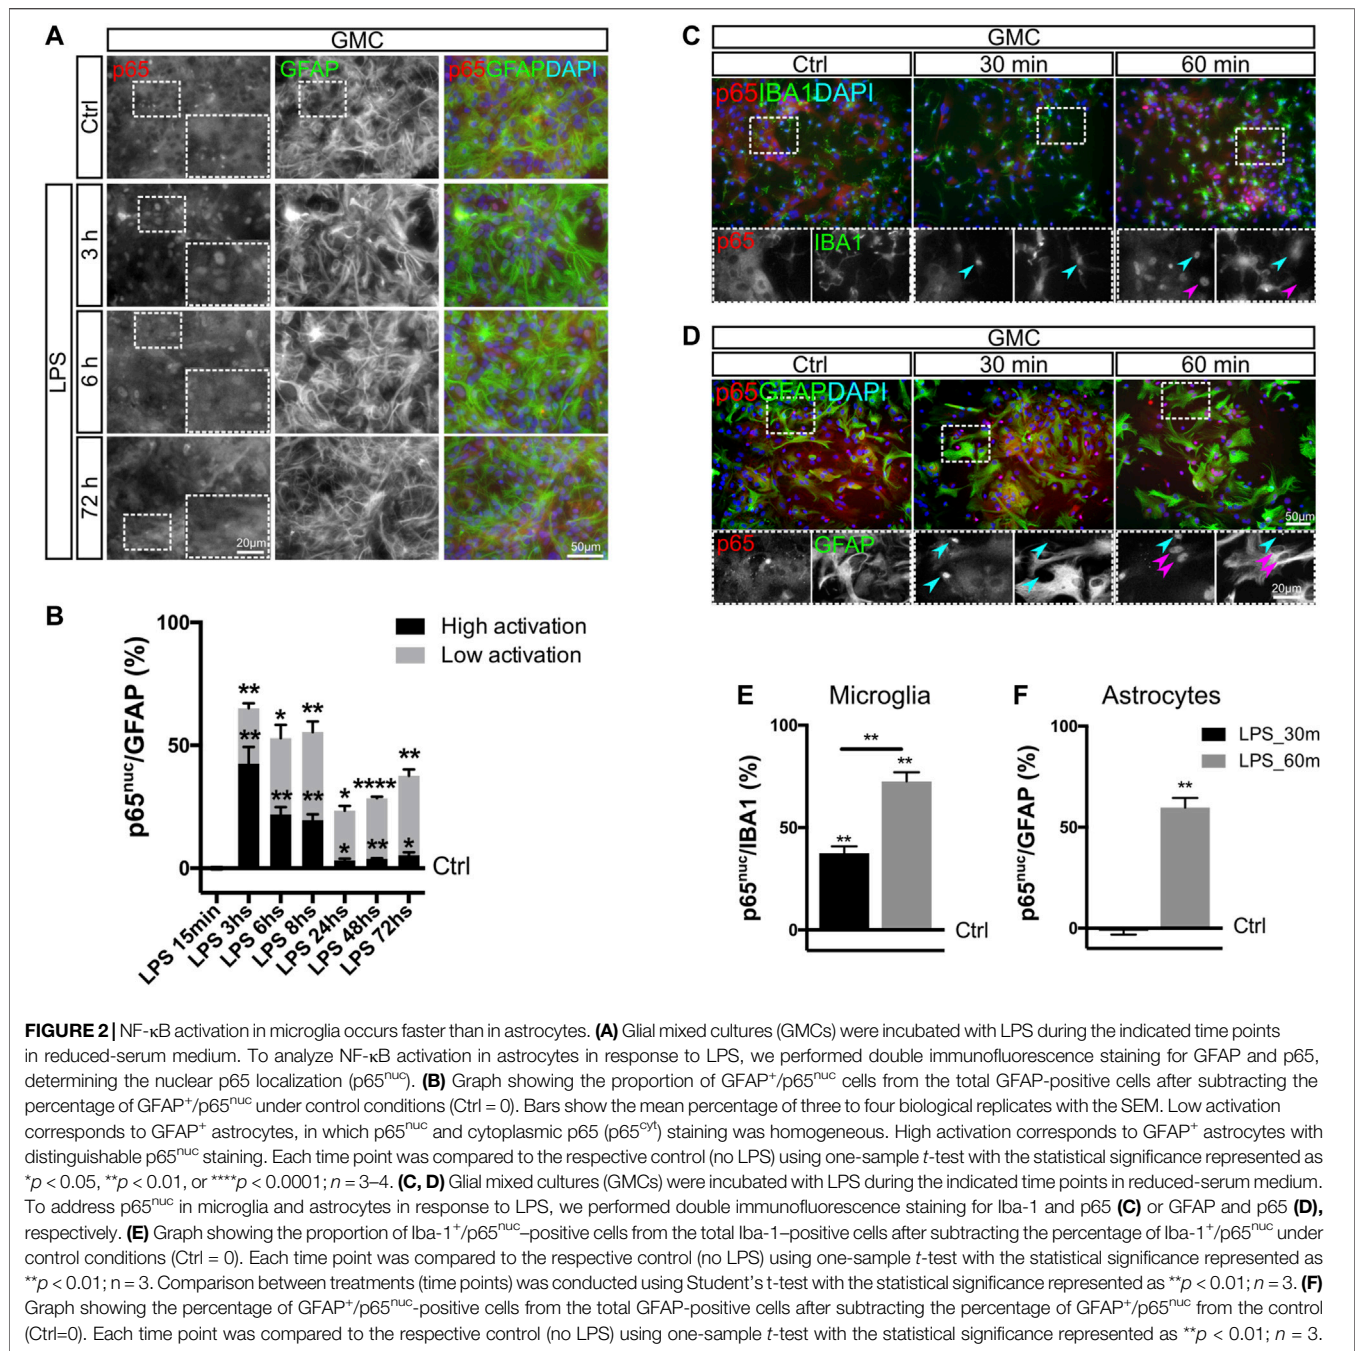 A
GMC
p65
GFAP
p65GFAPDAPI
Ctrl
LPS
3 h
6 h
72 h
20µm
50µm
B
p65nuc/GFAP (%)
100
50
0
High activation
Low activation
**
**
*
**
**
**
*
*
****
**
**
*
Ctrl
LPS 15min
LPS 3hs
LPS 6hs
LPS 8hs
LPS 24hs
LPS 48hs
LPS 72hs
C
GMC
Ctrl
30 min
60 min
p65IBA1DAPI
p65
IBA1
D
GMC
Ctrl
30 min
60 min
p65GFAPDAPI
50µm
p65
GFAP
20µm
E
Microglia
p65nuc/IBA1 (%)
100
50
0
**
**
**
Ctrl
F
Astrocytes
p65nuc/GFAP (%)
100
50
0
LPS_30m
LPS_60m
**
Ctrl
FIGURE 2 | NF-κB activation in microglia occurs faster than in astrocytes. (A) Glial mixed cultures (GMCs) were incubated with LPS during the indicated time points
in reduced-serum medium. To analyze NF-κB activation in astrocytes in response to LPS, we performed double immunofluorescence staining for GFAP and p65,
determining the nuclear p65 localization (p65nuc). (B) Graph showing the proportion of GFAP+/p65nuc cells from the total GFAP-positive cells after subtracting the
percentage of GFAP+/p65nuc under control conditions (Ctrl = 0). Bars show the mean percentage of three to four biological replicates with the SEM. Low activation
corresponds to GFAP+ astrocytes, in which p65nuc and cytoplasmic p65 (p65cyt) staining was homogeneous. High activation corresponds to GFAP+ astrocytes with
distinguishable p65nuc staining. Each time point was compared to the respective control (no LPS) using one-sample t-test with the statistical significance represented as
*p < 0.05, **p < 0.01, or ****p < 0.0001; n = 3–4. (C, D) Glial mixed cultures (GMCs) were incubated with LPS during the indicated time points in reduced-serum medium.
To address p65nuc in microglia and astrocytes in response to LPS, we performed double immunofluorescence staining for Iba-1 and p65 (C) or GFAP and p65 (D),
respectively. (E) Graph showing the proportion of Iba-1+/p65nuc–positive cells from the total Iba-1–positive cells after subtracting the percentage of Iba-1+/p65nuc under
control conditions (Ctrl = 0). Each time point was compared to the respective control (no LPS) using one-sample t-test with the statistical significance represented as
**p < 0.01; n = 3. Comparison between treatments (time points) was conducted using Student's t-test with the statistical significance represented as **p < 0.01; n = 3. (F)
Graph showing the percentage of GFAP+/p65nuc-positive cells from the total GFAP-positive cells after subtracting the percentage of GFAP+/p65nuc from the control
(Ctrl=0). Each time point was compared to the respective control (no LPS) using one-sample t-test with the statistical significance represented as **p < 0.01; n = 3.